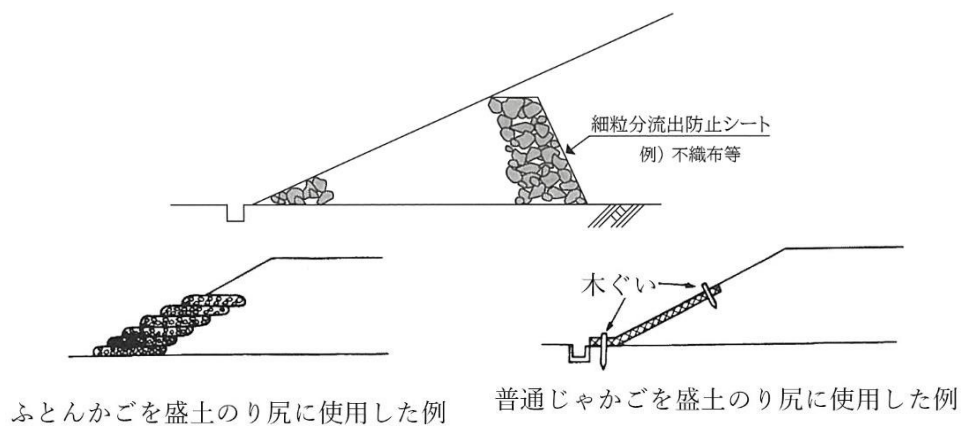 細粒分流出防止シート
例）不織布等
木ぐい
ふとんかごを盛土のり尻に使用した例
普通じゃかごを盛土のり尻に使用した例